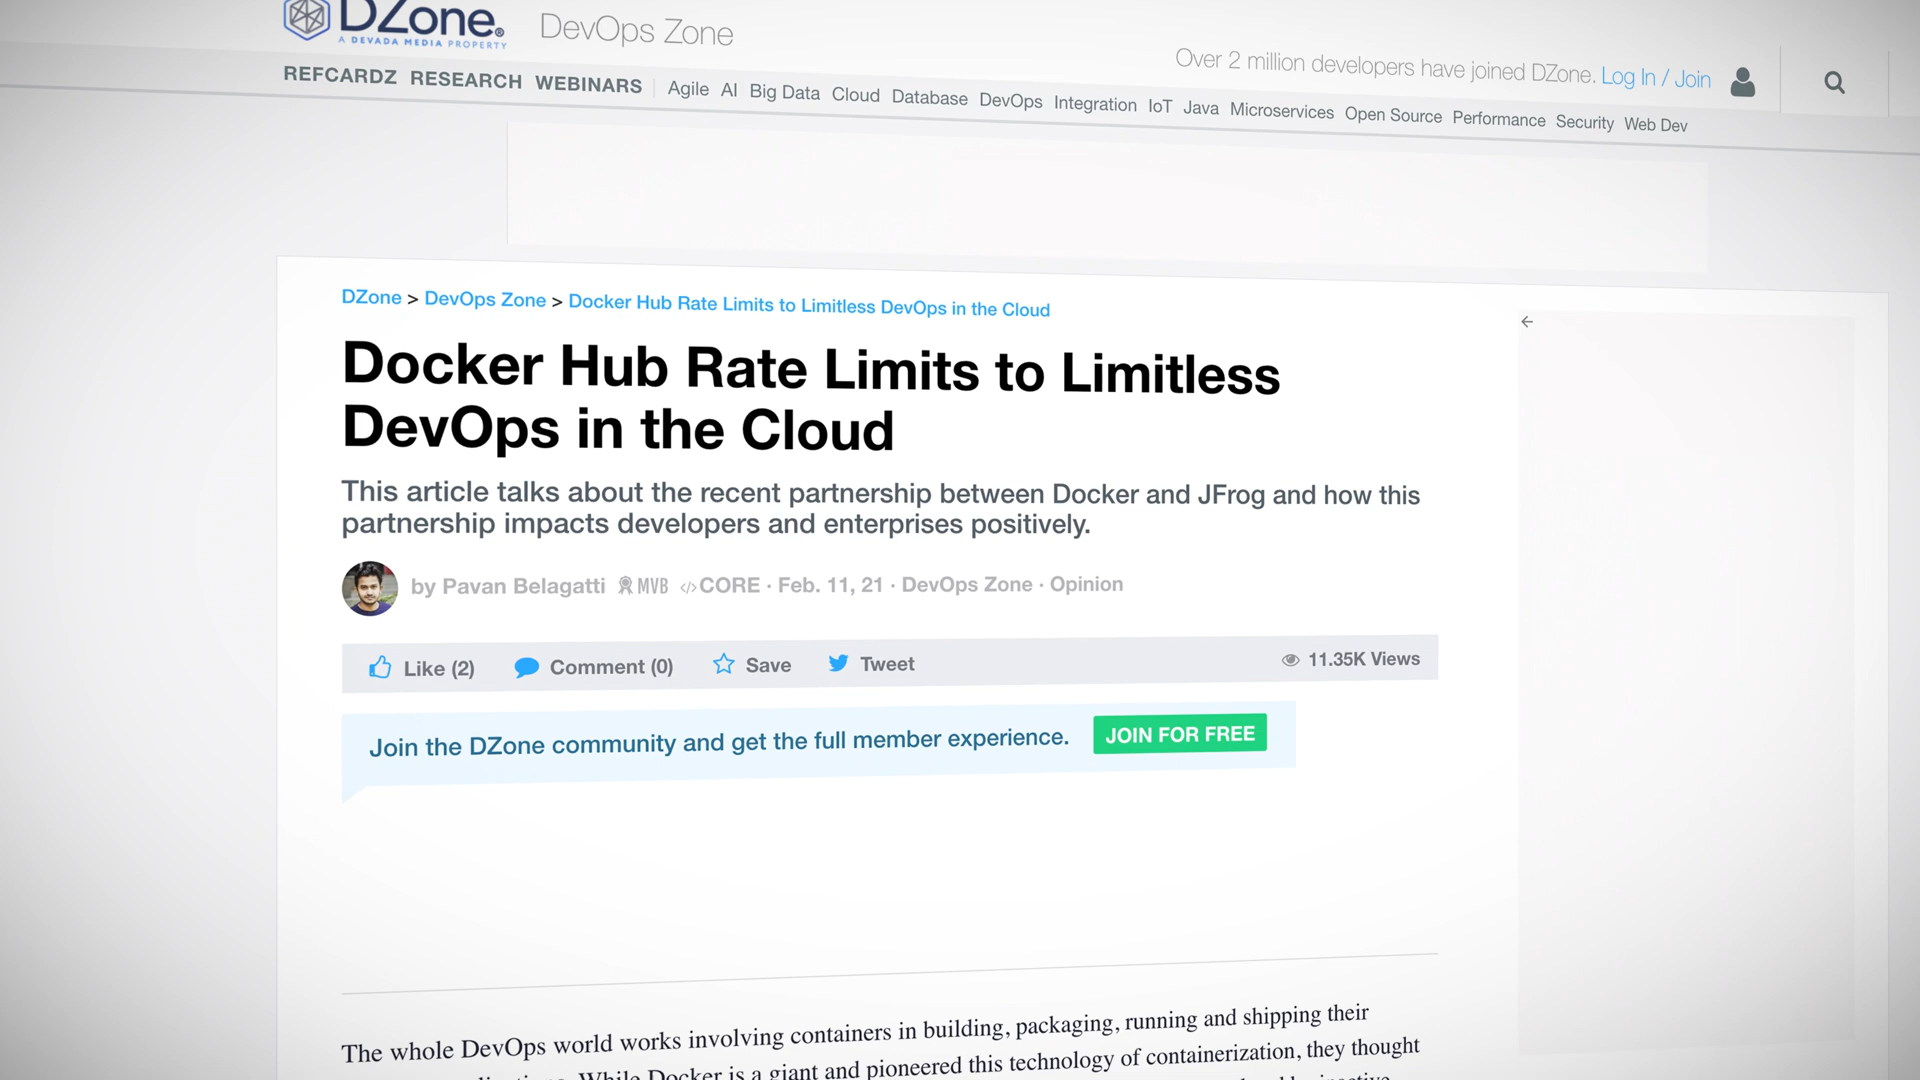 DZone®
A DEVADA MEDIA PROPERTY
DevOps Zone
Over 2 million developers have joined DZone. Log In / Join
REFCARDZ RESEARCH WEBINARS Agile AI Big Data Cloud Database DevOps Integration IoT Java Microservices Open Source Performance Security Web Dev
DZone > DevOps Zone > Docker Hub Rate Limits to Limitless DevOps in the Cloud
Docker Hub Rate Limits to Limitless
DevOps in the Cloud
This article talks about the recent partnership between Docker and JFrog and how this
partnership impacts developers and enterprises positively.
by Pavan Belagatti MVB </>CORE · Feb. 11, 21 · DevOps Zone · Opinion
Like (2) Comment (0) Save Tweet 11.35K Views
Join the DZone community and get the full member experience. JOIN FOR FREE
The whole DevOps world works involving containers in building, packaging, running and shipping their
While Docker is a giant and pioneered this technology of containerization, they thought